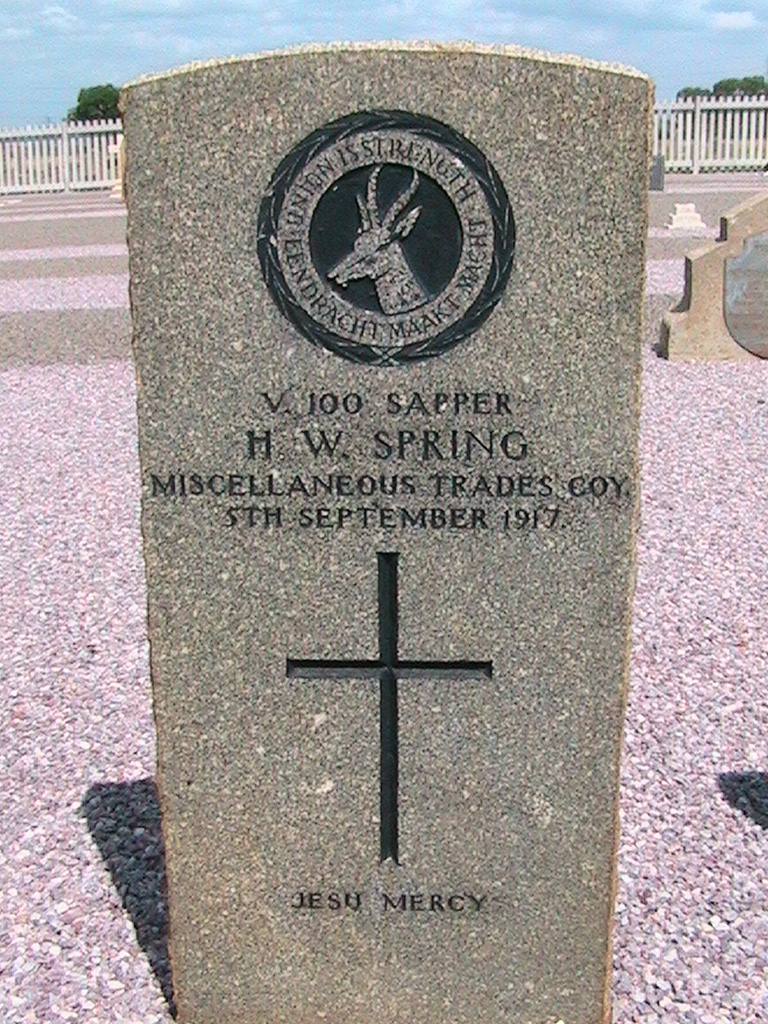 UNION IS STRENGTH
EENDRACHT MAAKT MACHT
V. 100 SAPPER
H. W. SPRING
MISCELLANEOUS TRADES COY.
5TH SEPTEMBER 1917.
JESU MERCY